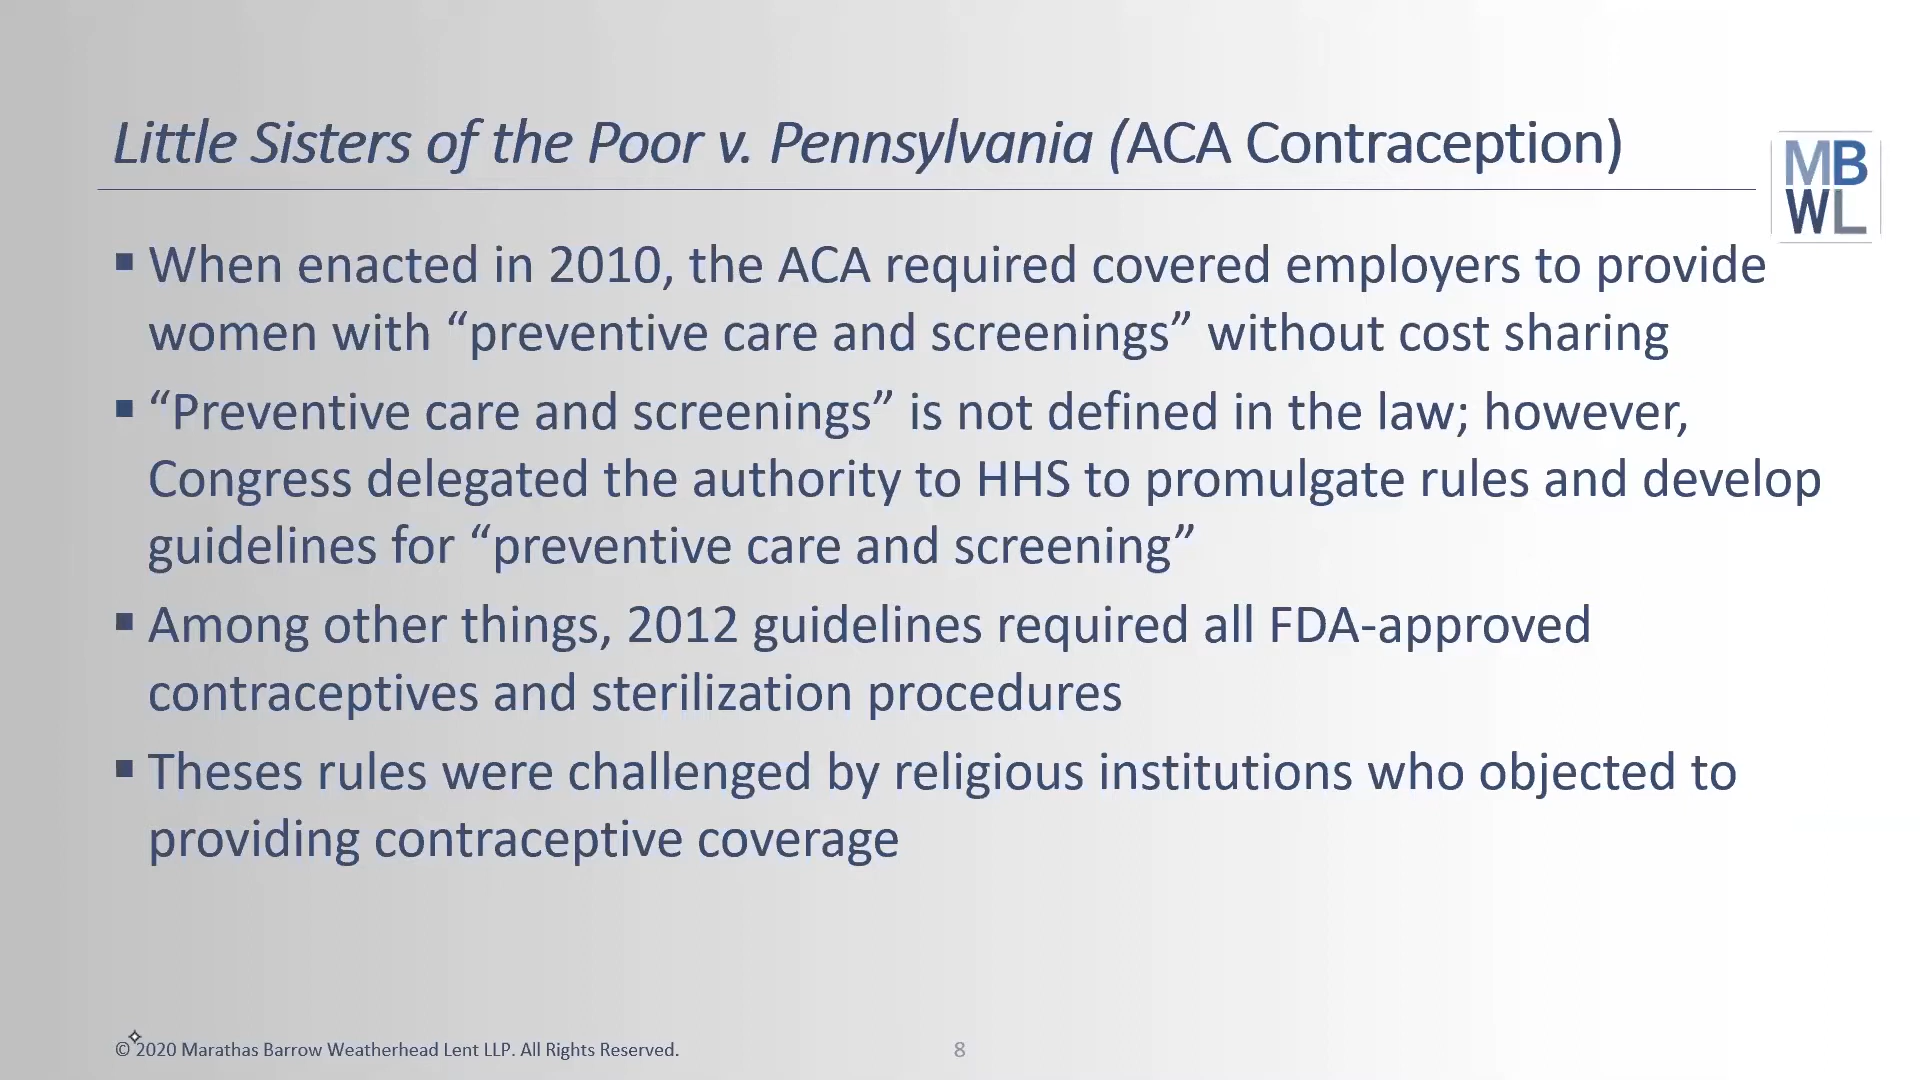 Little Sisters of the Poor v. Pennsylvania (ACA Contraception)
MB
WL
▪ When enacted in 2010, the ACA required covered employers to provide
women with “preventive care and screenings” without cost sharing
▪ “Preventive care and screenings” is not defined in the law; however,
Congress delegated the authority to HHS to promulgate rules and develop
guidelines for “preventive care and screening”
▪ Among other things, 2012 guidelines required all FDA-approved
contraceptives and sterilization procedures
▪ Theses rules were challenged by religious institutions who objected to
providing contraceptive coverage
© 2020 Marathas Barrow Weatherhead Lent LLP. All Rights Reserved.
8